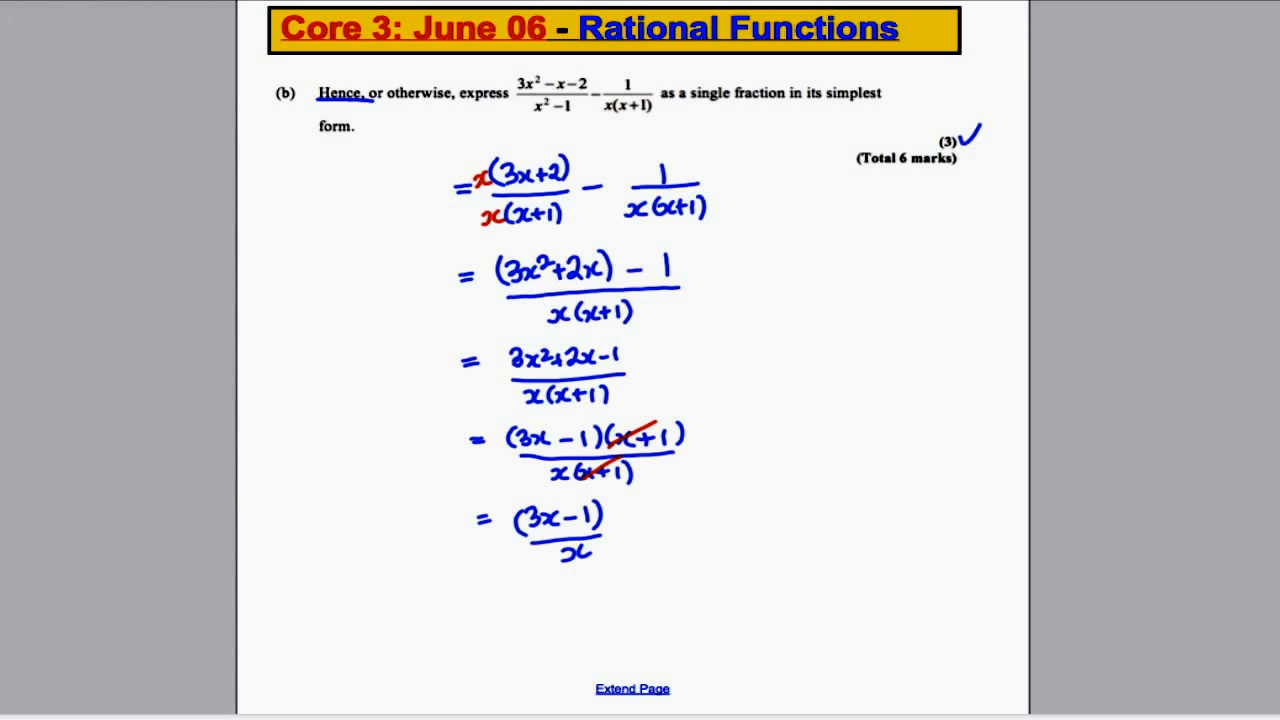 Core 3: June 06 - Rational Functions
(b) Hence, or otherwise, express (3x² – x – 2)/(x² – 1) – 1/(x(x+1)) as a single fraction in its simplest
form.
(3) ✓
(Total 6 marks)
= x(3x+2)/x(x+1) – 1/x(x+1)
= ((3x²+2x) – 1)/x(x+1)
= (3x²+2x-1)/x(x+1)
= (3x – 1)(x+1)/x(x+1)
= (3x – 1)/x
Extend Page